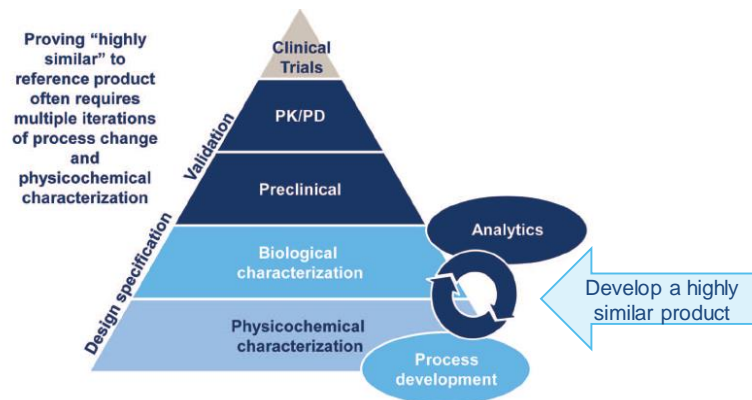 Proving “highly
similar” to
reference product
often requires
multiple iterations
of process change
and
physicochemical
characterization
Clinical
Trials
PK/PD
Preclinical
Biological
characterization
Physicochemical
characterization
Validation
Design specification
Analytics
Process
development
Develop a highly
similar product